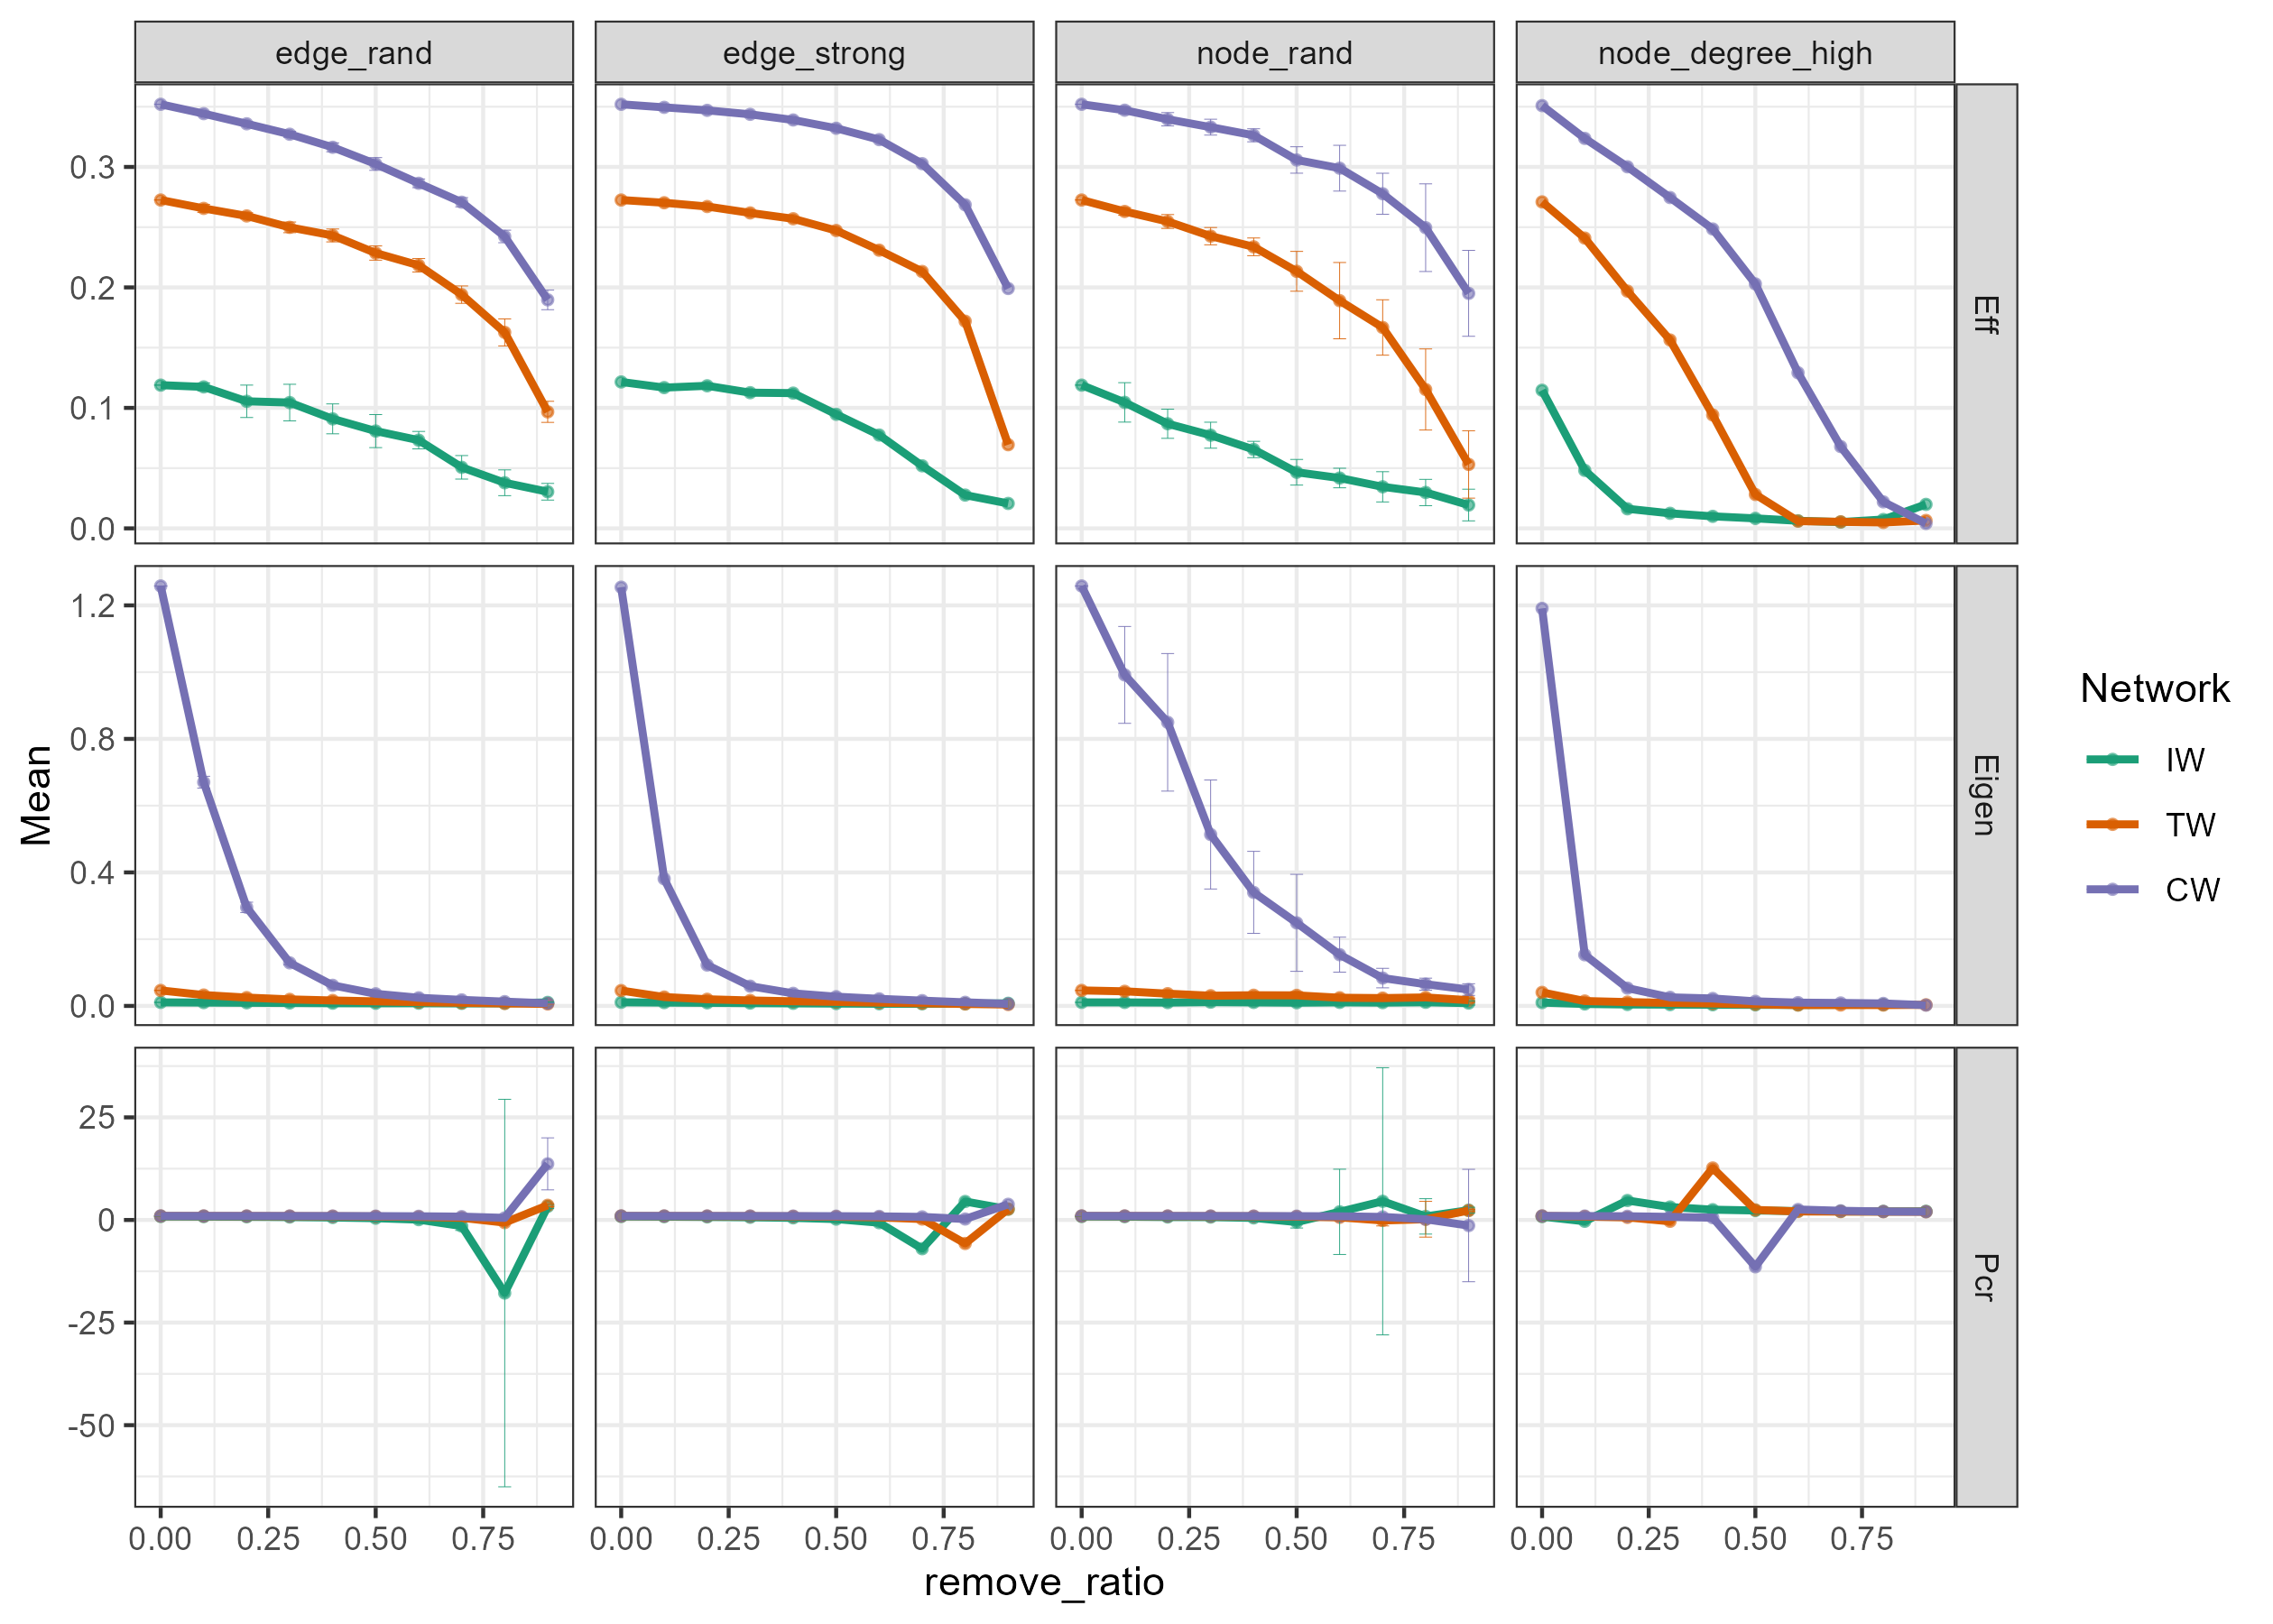 edge_rand edge_strong node_rand node_degree_high
0.3
0.2
0.1
0.0
Eff
1.2
0.8
0.4
0.0
Eigen
25
0
-25
-50
Pcr
0.00 0.25 0.50 0.75 0.00 0.25 0.50 0.75 0.00 0.25 0.50 0.75 0.00 0.25 0.50 0.75
remove_ratio
Mean
Network
IW
TW
CW